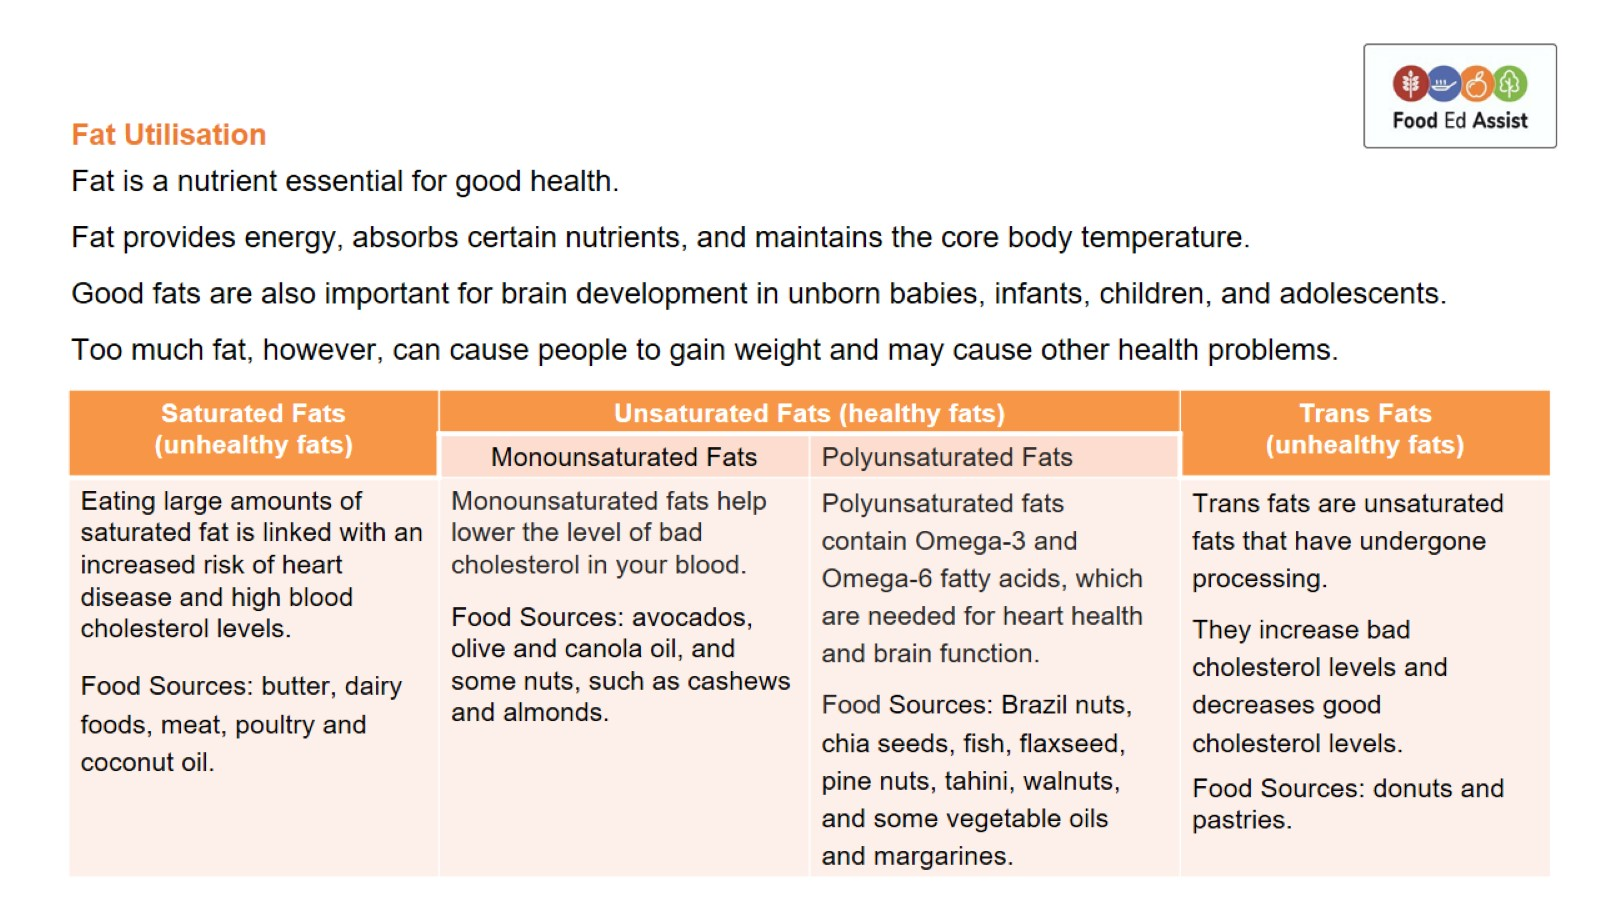 Food Ed Assist
Fat Utilisation
Fat is a nutrient essential for good health.
Fat provides energy, absorbs certain nutrients, and maintains the core body temperature.
Good fats are also important for brain development in unborn babies, infants, children, and adolescents.
Too much fat, however, can cause people to gain weight and may cause other health problems.
Saturated Fats
(unhealthy fats)
Unsaturated Fats (healthy fats)
Trans Fats
(unhealthy fats)
Monounsaturated Fats
Polyunsaturated Fats
Eating large amounts of
saturated fat is linked with an
increased risk of heart
disease and high blood
cholesterol levels.
Food Sources: butter, dairy
foods, meat, poultry and
coconut oil.
Monounsaturated fats help
lower the level of bad
cholesterol in your blood.
Food Sources: avocados,
olive and canola oil, and
some nuts, such as cashews
and almonds.
Polyunsaturated fats
contain Omega-3 and
Omega-6 fatty acids, which
are needed for heart health
and brain function.
Food Sources: Brazil nuts,
chia seeds, fish, flaxseed,
pine nuts, tahini, walnuts,
and some vegetable oils
and margarines.
Trans fats are unsaturated
fats that have undergone
processing.
They increase bad
cholesterol levels and
decreases good
cholesterol levels.
Food Sources: donuts and
pastries.